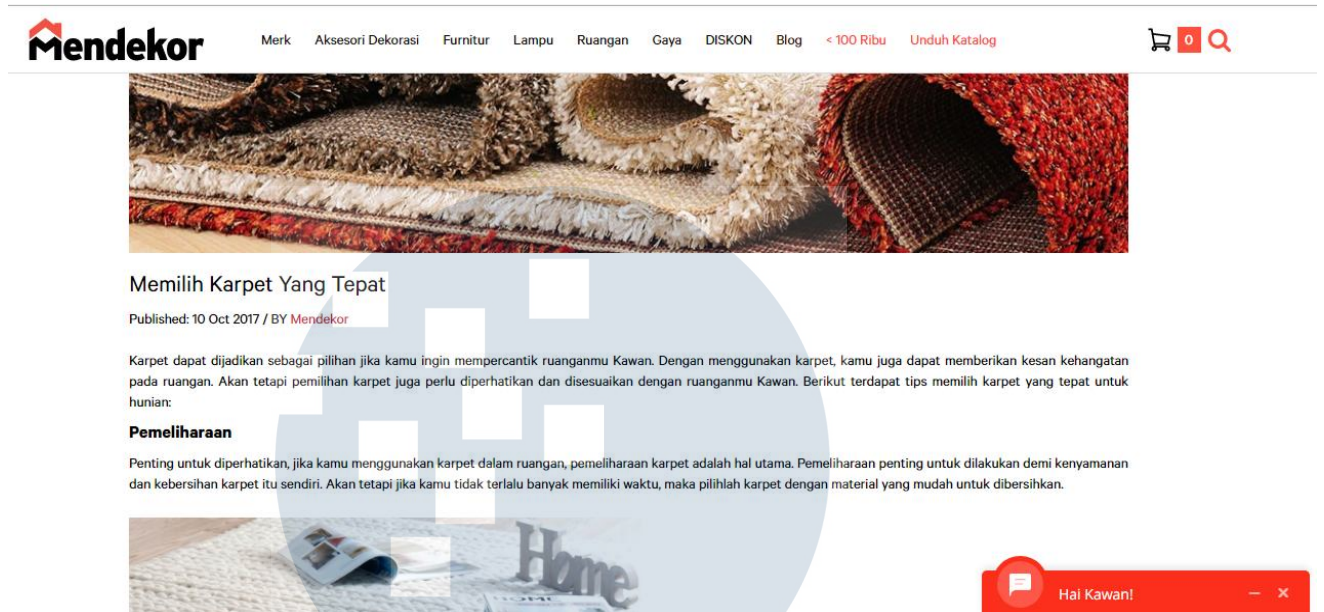 Mendekor
Merk Aksesori Dekorasi Furnitur Lampu Ruangan Gaya DISKON Blog < 100 Ribu Unduh Katalog
0
Memilih Karpet Yang Tepat
Published: 10 Oct 2017 / BY Mendekor
Karpet dapat dijadikan sebagai pilihan jika kamu ingin mempercantik ruanganmu Kawan. Dengan menggunakan karpet, kamu juga dapat memberikan kesan kehangatan
pada ruangan. Akan tetapi pemilihan karpet juga perlu diperhatikan dan disesuaikan dengan ruanganmu Kawan. Berikut terdapat tips memilih karpet yang tepat untuk
hunian:
Pemeliharaan
Penting untuk diperhatikan, jika kamu menggunakan karpet dalam ruangan, pemeliharaan karpet adalah hal utama. Pemeliharaan penting untuk dilakukan demi kenyamanan
dan kebersihan karpet itu sendiri. Akan tetapi jika kamu tidak terlalu banyak memiliki waktu, maka pilihlah karpet dengan material yang mudah untuk dibersihkan.
Home
HOME
Hai Kawan!